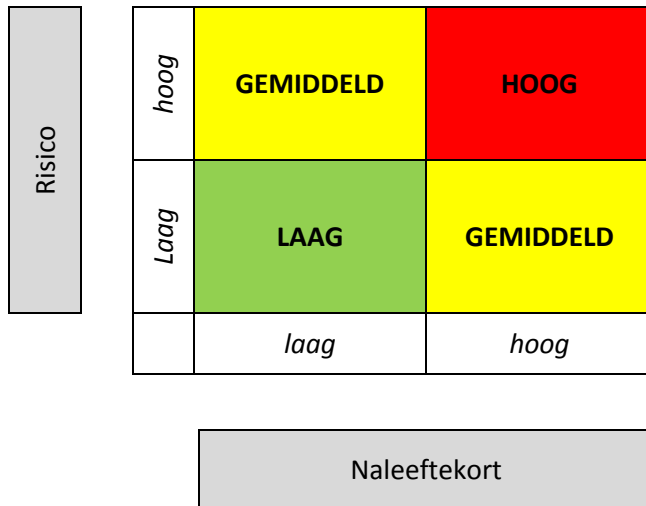 Risico
hoog
GEMIDDELD
HOOG
Laag
LAAG
GEMIDDELD
laag
hoog
Naleeftekort